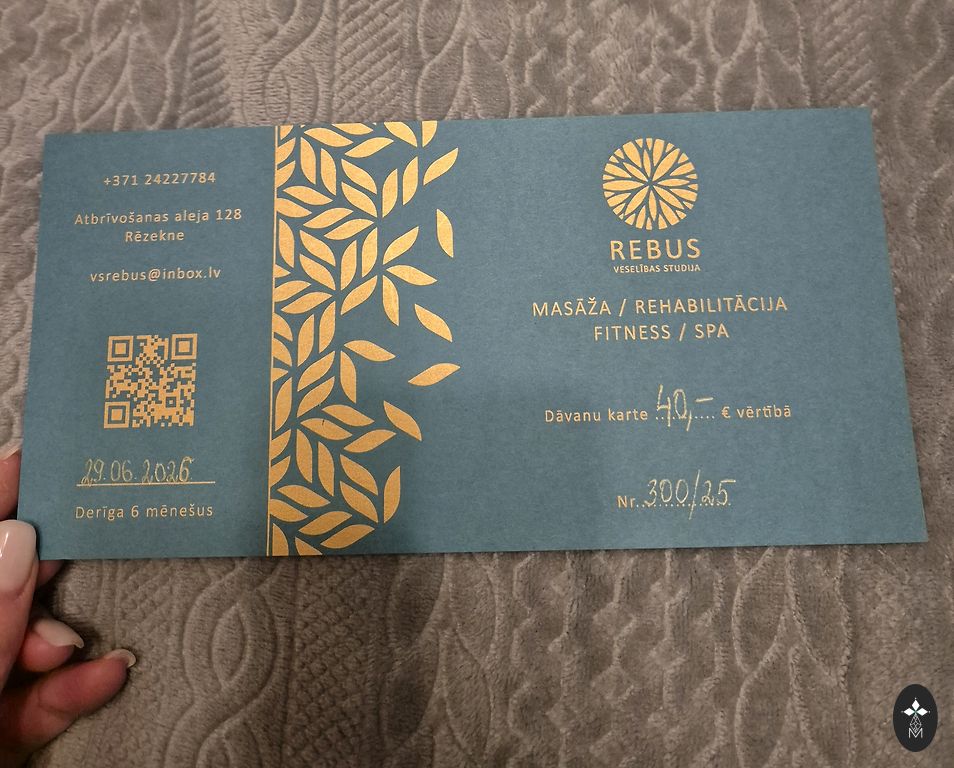 +371 24227784
Atbrīvošanas aleja 128
Rēzekne
vsrebus@inbox.lv
29.06.2026
Derīga 6 mēnešus
REBUS
VESELĪBAS STUDIJA
MASĀŽA / REHABILITĀCIJA
FITNESS / SPA
Dāvanu karte 40,- € vērtībā
Nr. 300/25
M